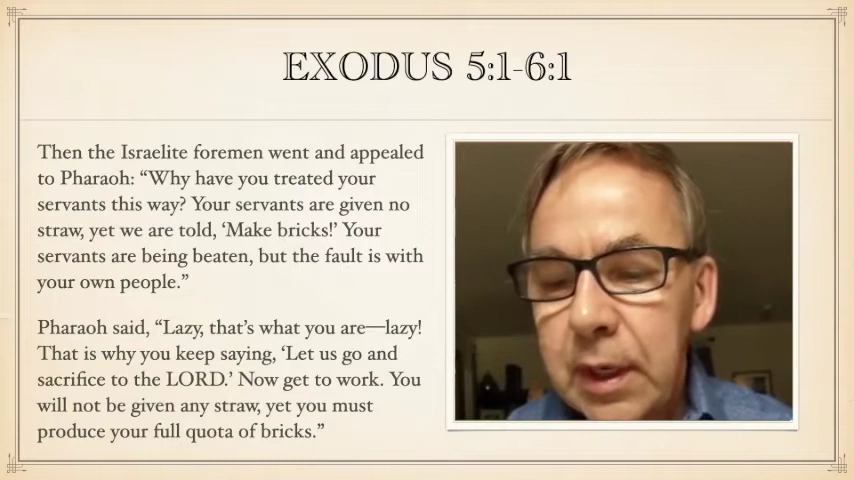 EXODUS 5:1-6:1
Then the Israelite foremen went and appealed
to Pharaoh: “Why have you treated your
servants this way? Your servants are given no
straw, yet we are told, ‘Make bricks!’ Your
servants are being beaten, but the fault is with
your own people.”
Pharaoh said, “Lazy, that’s what you are—lazy!
That is why you keep saying, ‘Let us go and
sacrifice to the LORD.’ Now get to work. You
will not be given any straw, yet you must
produce your full quota of bricks.”